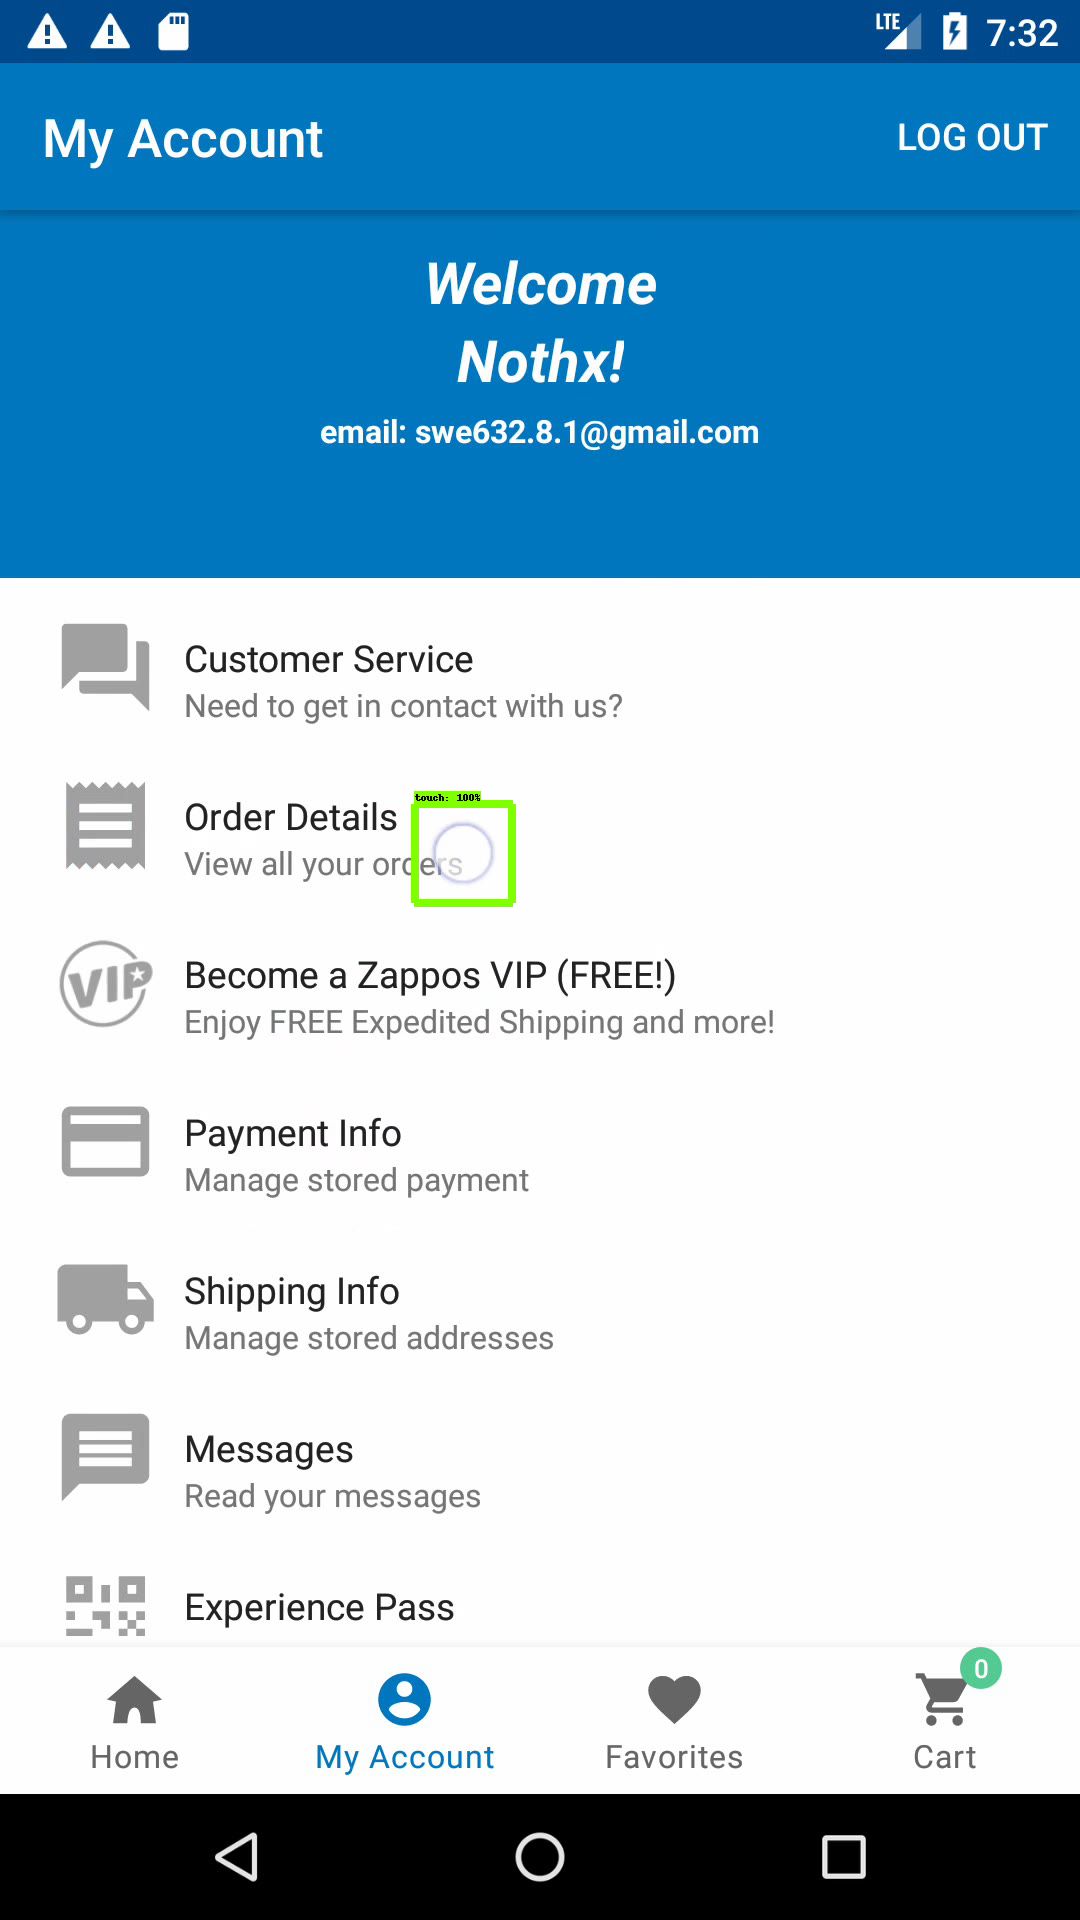 LTE 7:32
My Account
LOG OUT
Welcome
Nothx!
email: swe632.8.1@gmail.com
Customer Service
Need to get in contact with us?
Order Details
touch: 100%
View all your orders
VIP
Become a Zappos VIP (FREE!)
Enjoy FREE Expedited Shipping and more!
Payment Info
Manage stored payment
Shipping Info
Manage stored addresses
Messages
Read your messages
Experience Pass
0
Home
My Account
Favorites
Cart